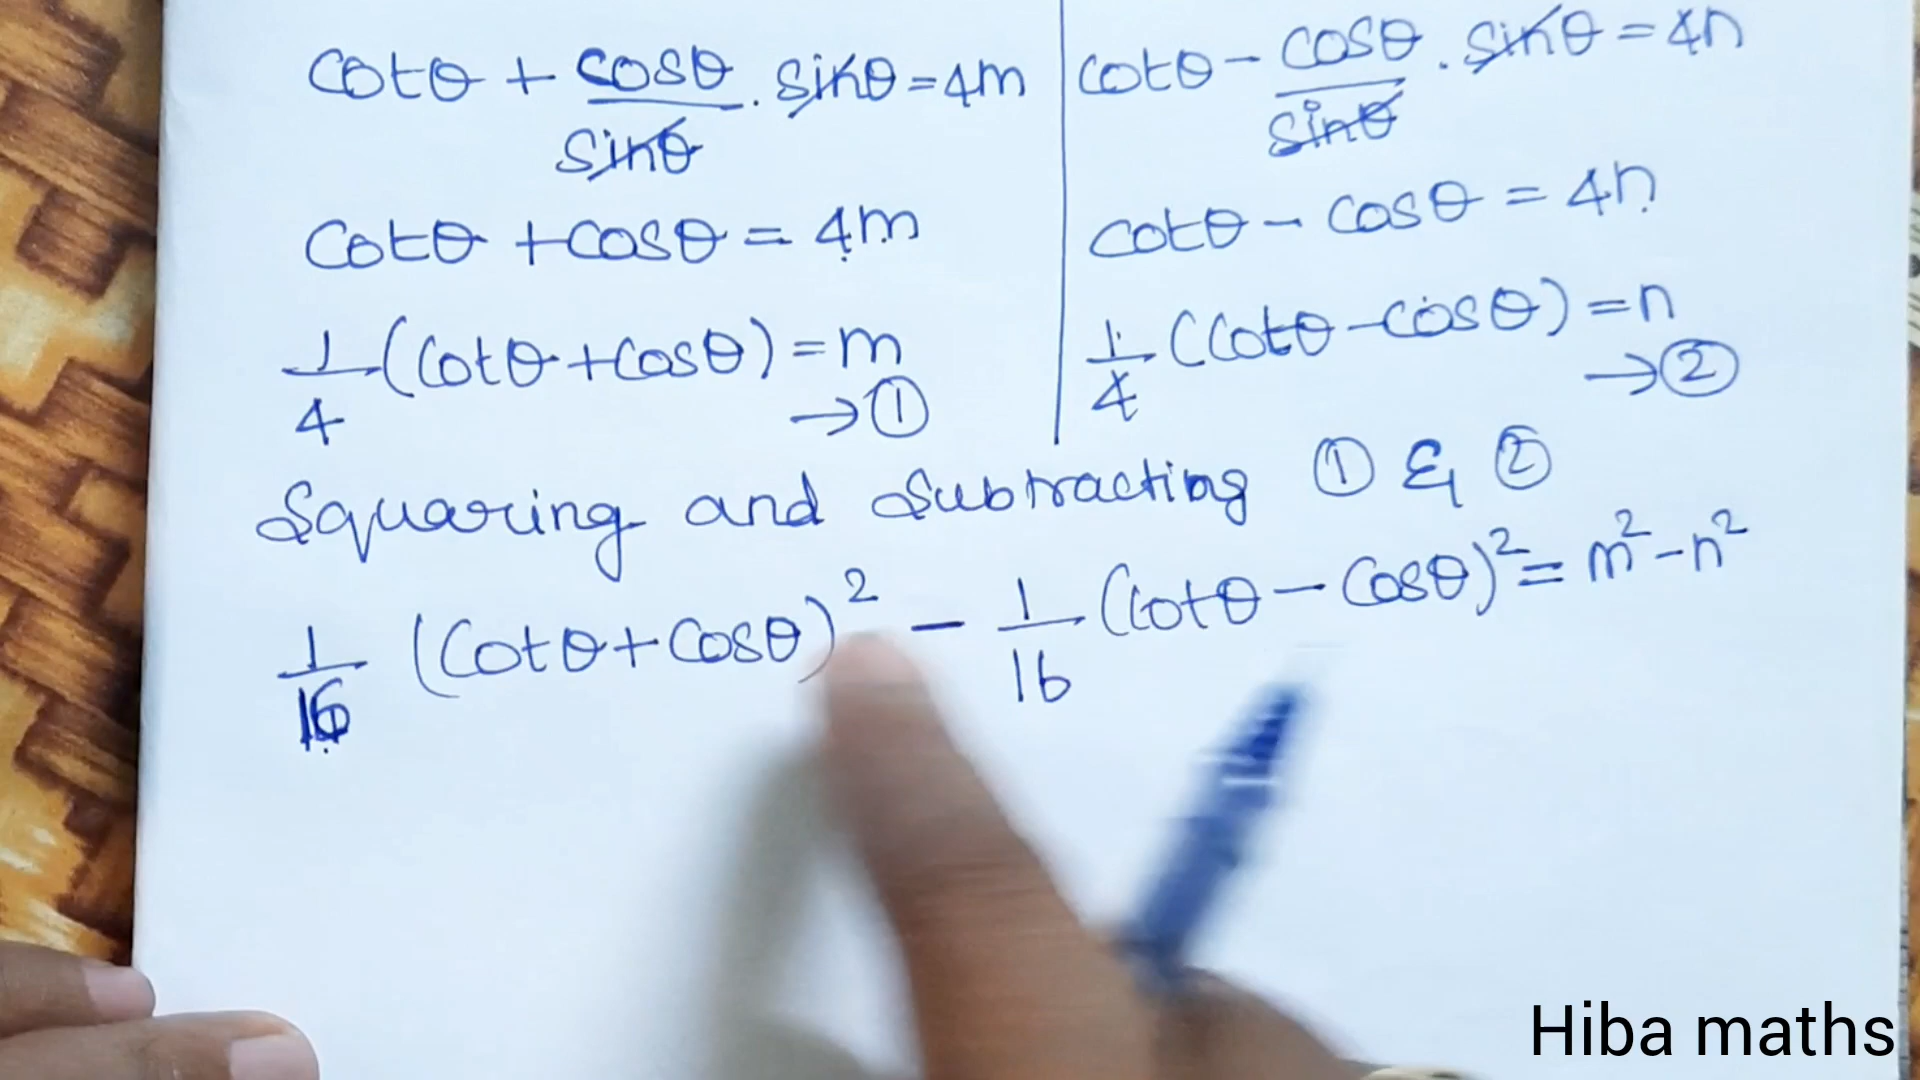 cotθ + cosθ/sinθ . sinθ = 4m
cotθ + cosθ = 4m
1/4 (cotθ + cosθ) = m
→ ①
cotθ - cosθ/sinθ . sinθ = 4n
cotθ - cosθ = 4n
1/4 (cotθ - cosθ) = n
→ ②
Squaring and Subtracting ① & ②
1/16 (cotθ + cosθ)² - 1/16 (cotθ - cosθ)² = m² - n²
Hiba maths